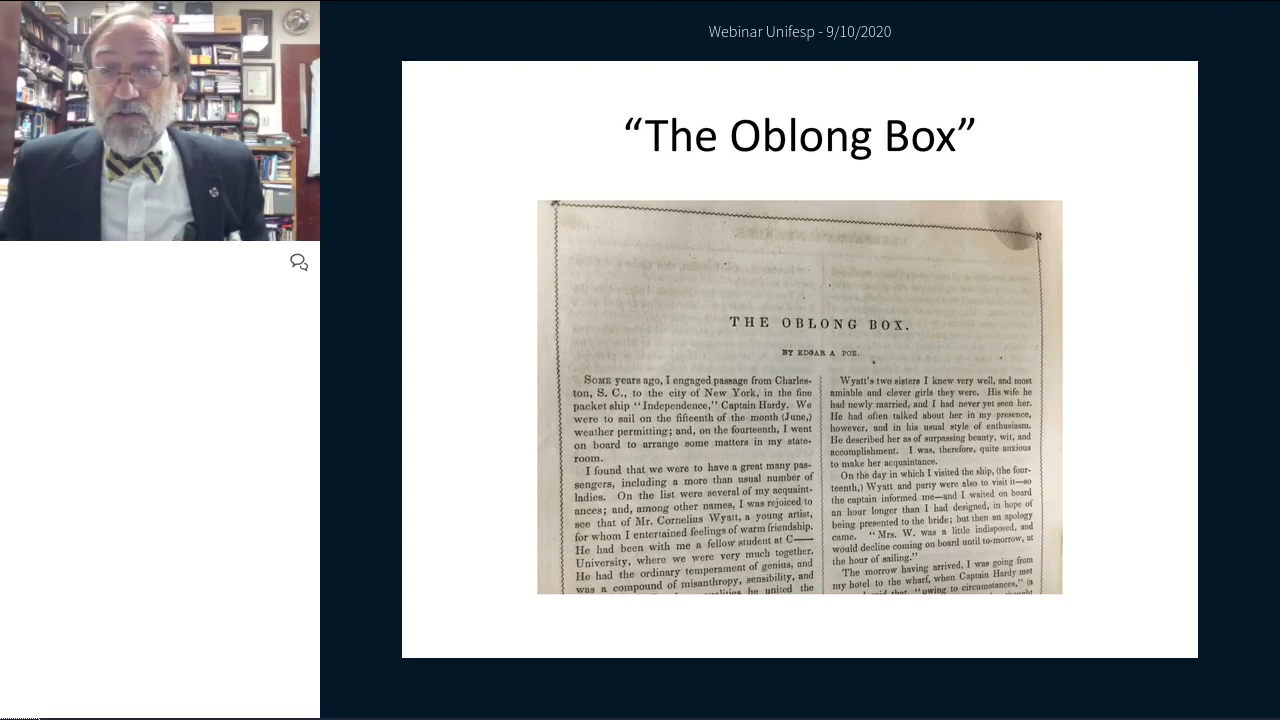 Webinar Unifesp - 9/10/2020
“The Oblong Box”
THE OBLONG BOX.
BY EDGAR A POE.
Some years ago, I engaged passage from Charles-
ton, S. C., to the city of New York, in the fine
packet ship “Independence,” Captain Hardy. We
were to sail on the fifteenth of the month (June,)
weather permitting; and, on the fourteenth, I went
on board to arrange some matters in my state-
room.
I found that we were to have a great many pas-
sengers, including a more than usual number of
ladies. On the list were several of my acquaint-
ances; and, among other names, I was rejoiced to
see that of Mr. Cornelius Wyatt, a young artist,
for whom I entertained feelings of warm friendship.
He had been with me a fellow student at C——
University, where we were very much together.
He had the ordinary temperament of genius, and
was a compound of misanthropy, sensibility, and
qualities he united the
Wyatt's two sisters I knew very well, and most
amiable and clever girls they were. His wife he
had newly married, and I had never yet seen her.
He had often talked about her in my presence,
however, and in his usual style of enthusiasm.
He described her as of surpassing beauty, wit, and
accomplishment. I was, therefore, quite anxious
to make her acquaintance.
On the day in which I visited the ship, (the four-
teenth,) Wyatt and party were also to visit it—so
the captain informed me—and I waited on board
an hour longer than I had designed, in hope of
being presented to the bride; but then an apology
came. “Mrs. W. was a little indisposed, and
would decline coming on board until to-morrow, at
the hour of sailing.”
The morrow having arrived, I was going from
my hotel to the wharf, when Captain Hardy met
said that, “owing to circumstances,” (a